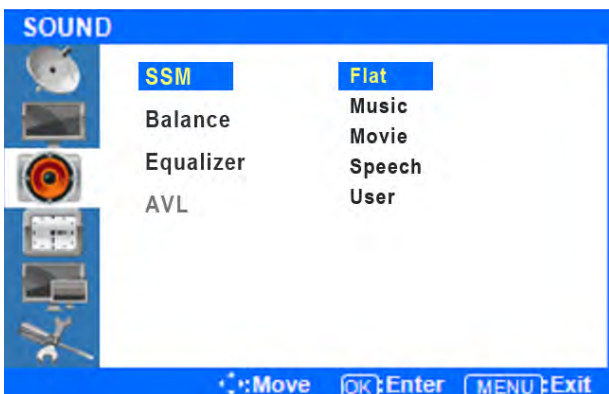 SOUND
SSM
Balance
Equalizer
AVL
Flat
Music
Movie
Speech
User
:Move OK:Enter MENU:Exit